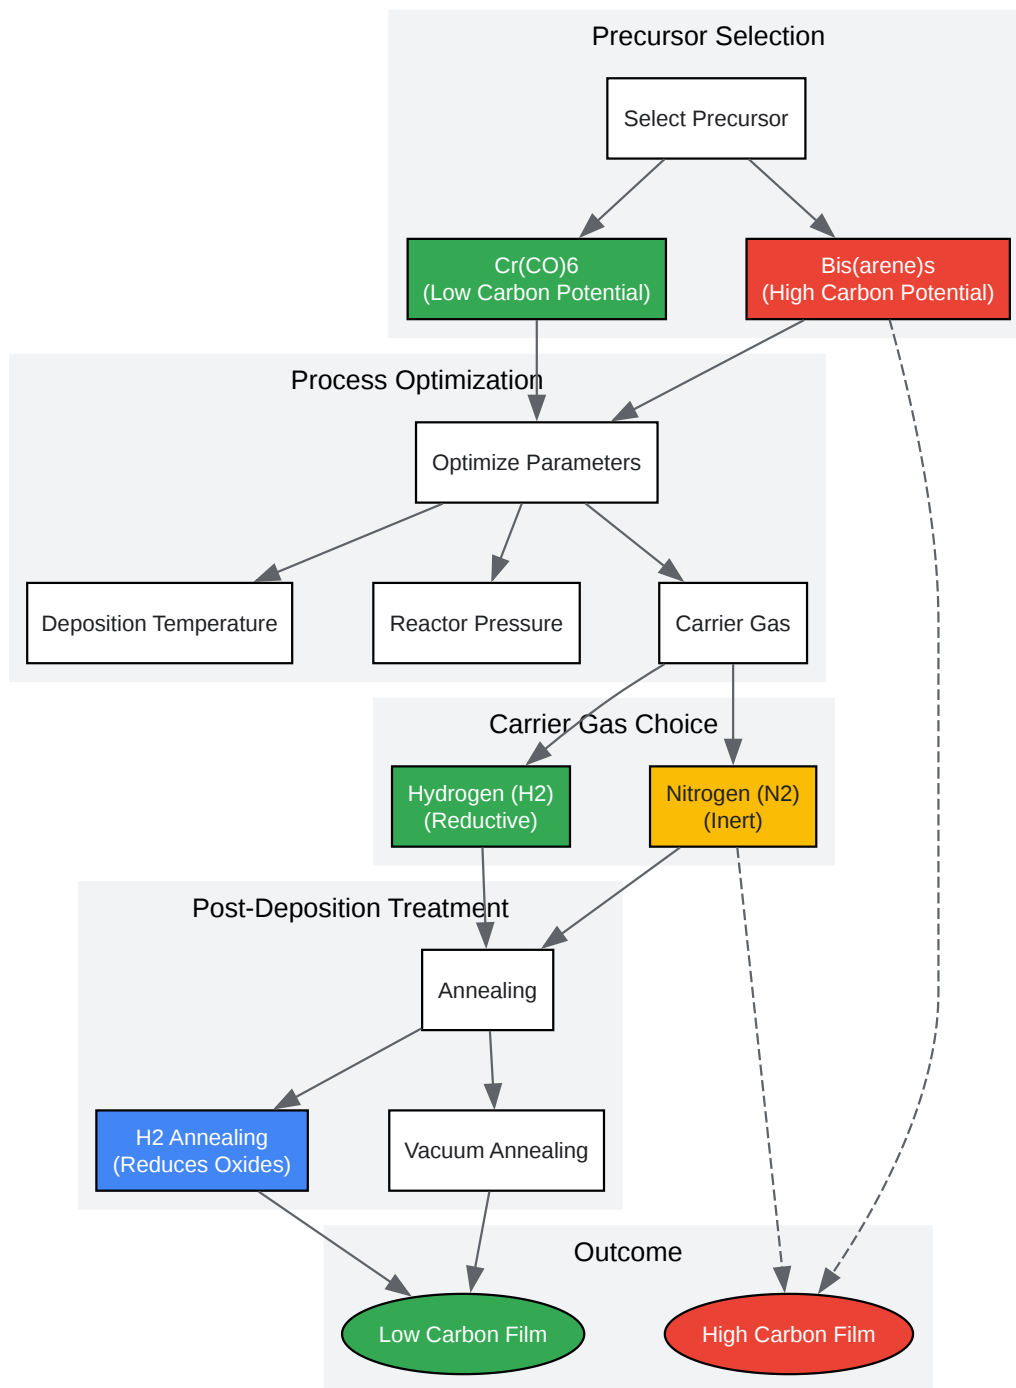 Precursor Selection
Select Precursor
Cr(CO)6
(Low Carbon Potential)
Bis(arene)s
(High Carbon Potential)
Process Optimization
Optimize Parameters
Deposition Temperature
Reactor Pressure
Carrier Gas
Carrier Gas Choice
Hydrogen (H2)
(Reductive)
Nitrogen (N2)
(Inert)
Post-Deposition Treatment
Annealing
H2 Annealing
(Reduces Oxides)
Vacuum Annealing
Outcome
Low Carbon Film
High Carbon Film